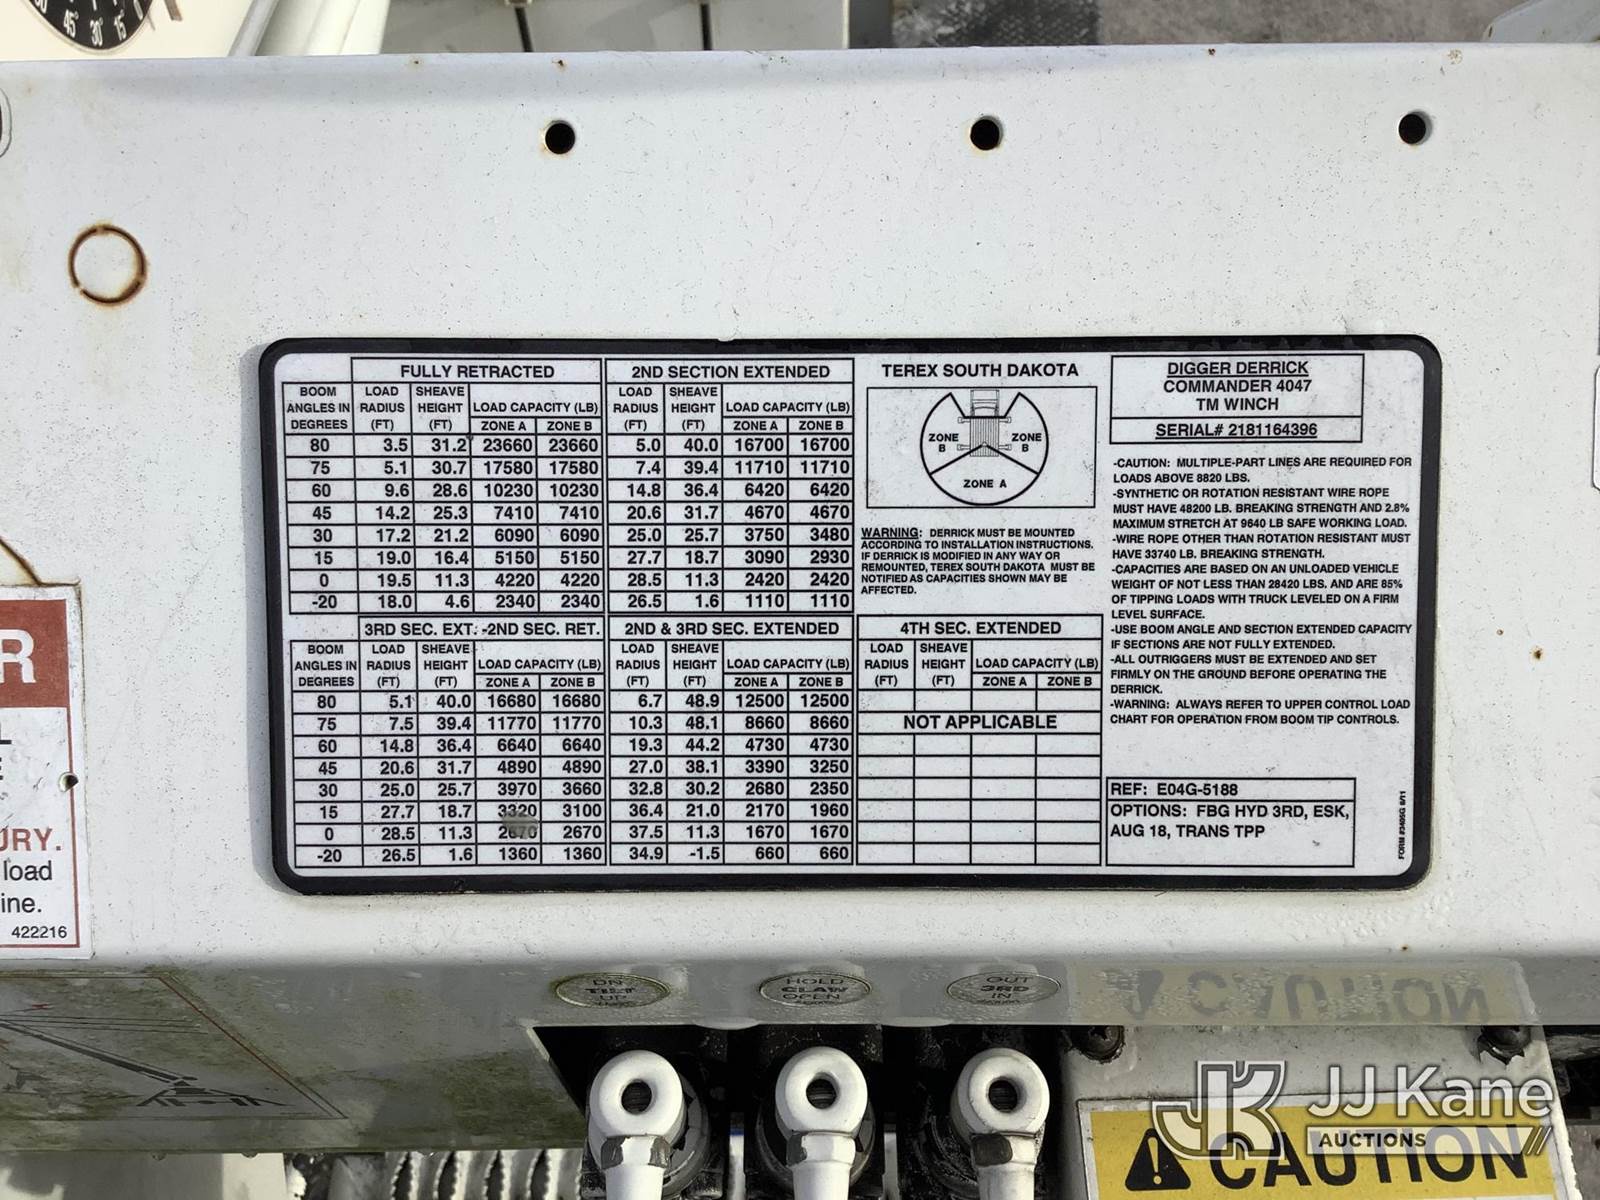 45° 30° 15° 0
FULLY RETRACTED 2ND SECTION EXTENDED
BOOM ANGLES IN DEGREES LOAD RADIUS (FT) SHEAVE HEIGHT (FT) LOAD CAPACITY (LB) ZONE A ZONE B LOAD RADIUS (FT) SHEAVE HEIGHT (FT) LOAD CAPACITY (LB) ZONE A ZONE B
80 3.5 31.2 23660 23660 5.0 40.0 16700 16700
75 5.1 30.7 17580 17580 7.4 39.4 11710 11710
60 9.6 28.6 10230 10230 14.8 36.4 6420 6420
45 14.2 25.3 7410 7410 20.6 31.7 4670 4670
30 17.2 21.2 6090 6090 25.0 25.7 3750 3480
15 19.0 16.4 5150 5150 27.7 18.7 3090 2930
0 19.5 11.3 4220 4220 28.5 11.3 2420 2420
-20 18.0 4.6 2340 2340 26.5 1.6 1110 1110
3RD SEC. EXT. -2ND SEC. RET. 2ND & 3RD SEC. EXTENDED
BOOM ANGLES IN DEGREES LOAD RADIUS (FT) SHEAVE HEIGHT (FT) LOAD CAPACITY (LB) ZONE A ZONE B LOAD RADIUS (FT) SHEAVE HEIGHT (FT) LOAD CAPACITY (LB) ZONE A ZONE B
80 5.1 40.0 16680 16680 6.7 48.9 12500 12500
75 7.5 39.4 11770 11770 10.3 48.1 8660 8660
60 14.8 36.4 6640 6640 19.3 44.2 4730 4730
45 20.6 31.7 4890 4890 27.0 38.1 3390 3250
30 25.0 25.7 3970 3660 32.8 30.2 2680 2350
15 27.7 18.7 3320 3100 36.4 21.0 2170 1960
0 28.5 11.3 2670 2670 37.5 11.3 1670 1670
-20 26.5 1.6 1360 1360 34.9 -1.5 660 660
TEREX SOUTH DAKOTA
ZONE B
ZONE B
ZONE A
WARNING: DERRICK MUST BE MOUNTED
ACCORDING TO INSTALLATION INSTRUCTIONS.
IF DERRICK IS MODIFIED IN ANY WAY OR
REMOUNTED, TEREX SOUTH DAKOTA MUST BE
NOTIFIED AS CAPACITIES SHOWN MAY BE
AFFECTED.
4TH SEC. EXTENDED
LOAD RADIUS (FT) SHEAVE HEIGHT (FT) LOAD CAPACITY (LB) ZONE A ZONE B
NOT APPLICABLE
DIGGER DERRICK
COMMANDER 4047
TM WINCH
SERIAL# 2181164396
-CAUTION: MULTIPLE-PART LINES ARE REQUIRED FOR
LOADS ABOVE 8820 LBS.
-SYNTHETIC OR ROTATION RESISTANT WIRE ROPE
MUST HAVE 48200 LB. BREAKING STRENGTH AND 2.8%
MAXIMUM STRETCH AT 9640 LB SAFE WORKING LOAD.
-WIRE ROPE OTHER THAN ROTATION RESISTANT MUST
HAVE 33740 LB. BREAKING STRENGTH.
-CAPACITIES ARE BASED ON AN UNLOADED VEHICLE
WEIGHT OF NOT LESS THAN 28420 LBS. AND ARE 85%
OF TIPPING LOADS WITH TRUCK LEVELED ON A FIRM
LEVEL SURFACE.
-USE BOOM ANGLE AND SECTION EXTENDED CAPACITY
IF SECTIONS ARE NOT FULLY EXTENDED.
-ALL OUTRIGGERS MUST BE EXTENDED AND SET
FIRMLY ON THE GROUND BEFORE OPERATING THE
DERRICK.
-WARNING: ALWAYS REFER TO UPPER CONTROL LOAD
CHART FOR OPERATION FROM BOOM TIP CONTROLS.
REF: E04G-5188
OPTIONS: FBG HYD 3RD, ESK,
AUG 18, TRANS TPP
FORM #3405G 8/11
R
L
E
URY.
load
ine.
422216
DN
TILT
UP
HOLD
CLAW
OPEN
OUT
3RD
IN
CAUTION
JK JJ Kane
AUCTIONS
CAUTION